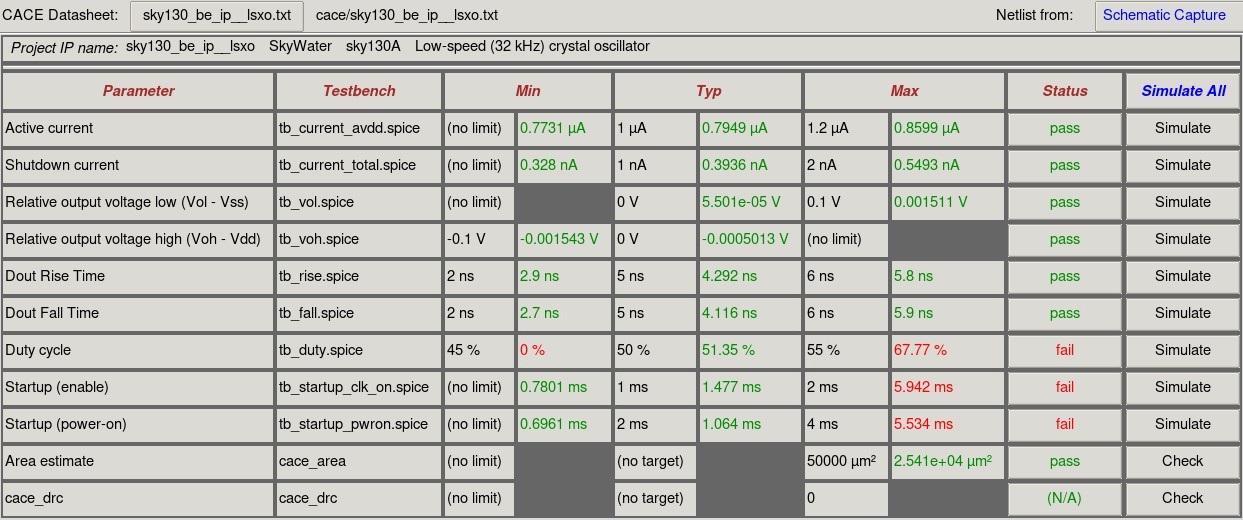 CACE Datasheet: sky130_be_ip__lsxo.txt cace/sky130_be_ip__lsxo.txt Netlist from: Schematic Capture
Project IP name: sky130_be_ip__lsxo SkyWater sky130A Low-speed (32 kHz) crystal oscillator
Parameter Testbench Min Typ Max Status Simulate All
Active current tb_current_avdd.spice (no limit) 0.7731 µA 1 µA 0.7949 µA 1.2 µA 0.8599 µA pass Simulate
Shutdown current tb_current_total.spice (no limit) 0.328 nA 1 nA 0.3936 nA 2 nA 0.5493 nA pass Simulate
Relative output voltage low (Vol - Vss) tb_vol.spice (no limit) 0 V 5.501e-05 V 0.1 V 0.001511 V pass Simulate
Relative output voltage high (Voh - Vdd) tb_voh.spice -0.1 V -0.001543 V 0 V -0.0005013 V (no limit) pass Simulate
Dout Rise Time tb_rise.spice 2 ns 2.9 ns 5 ns 4.292 ns 6 ns 5.8 ns pass Simulate
Dout Fall Time tb_fall.spice 2 ns 2.7 ns 5 ns 4.116 ns 6 ns 5.9 ns pass Simulate
Duty cycle tb_duty.spice 45 % 0 % 50 % 51.35 % 55 % 67.77 % fail Simulate
Startup (enable) tb_startup_clk_on.spice (no limit) 0.7801 ms 1 ms 1.477 ms 2 ms 5.942 ms fail Simulate
Startup (power-on) tb_startup_pwron.spice (no limit) 0.6961 ms 2 ms 1.064 ms 4 ms 5.534 ms fail Simulate
Area estimate cace_area (no limit) (no target) 50000 µm² 2.541e+04 µm² pass Check
cace_drc cace_drc (no limit) (no target) 0 (N/A) Check